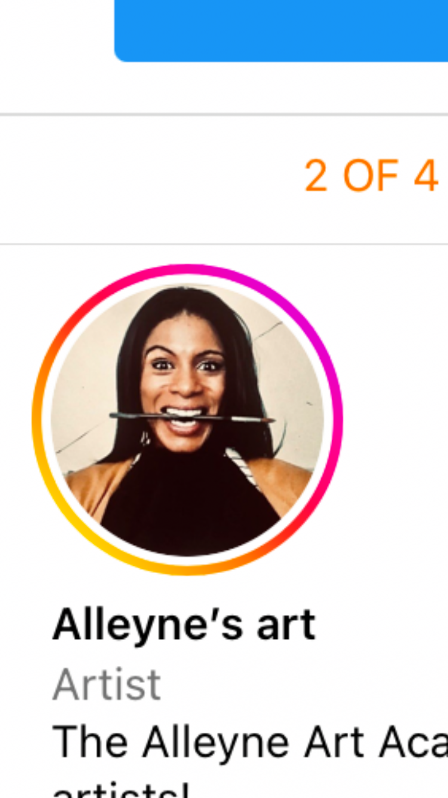 2 OF 4
Alleyne’s art
Artist
The Alleyne Art Aca
artists!